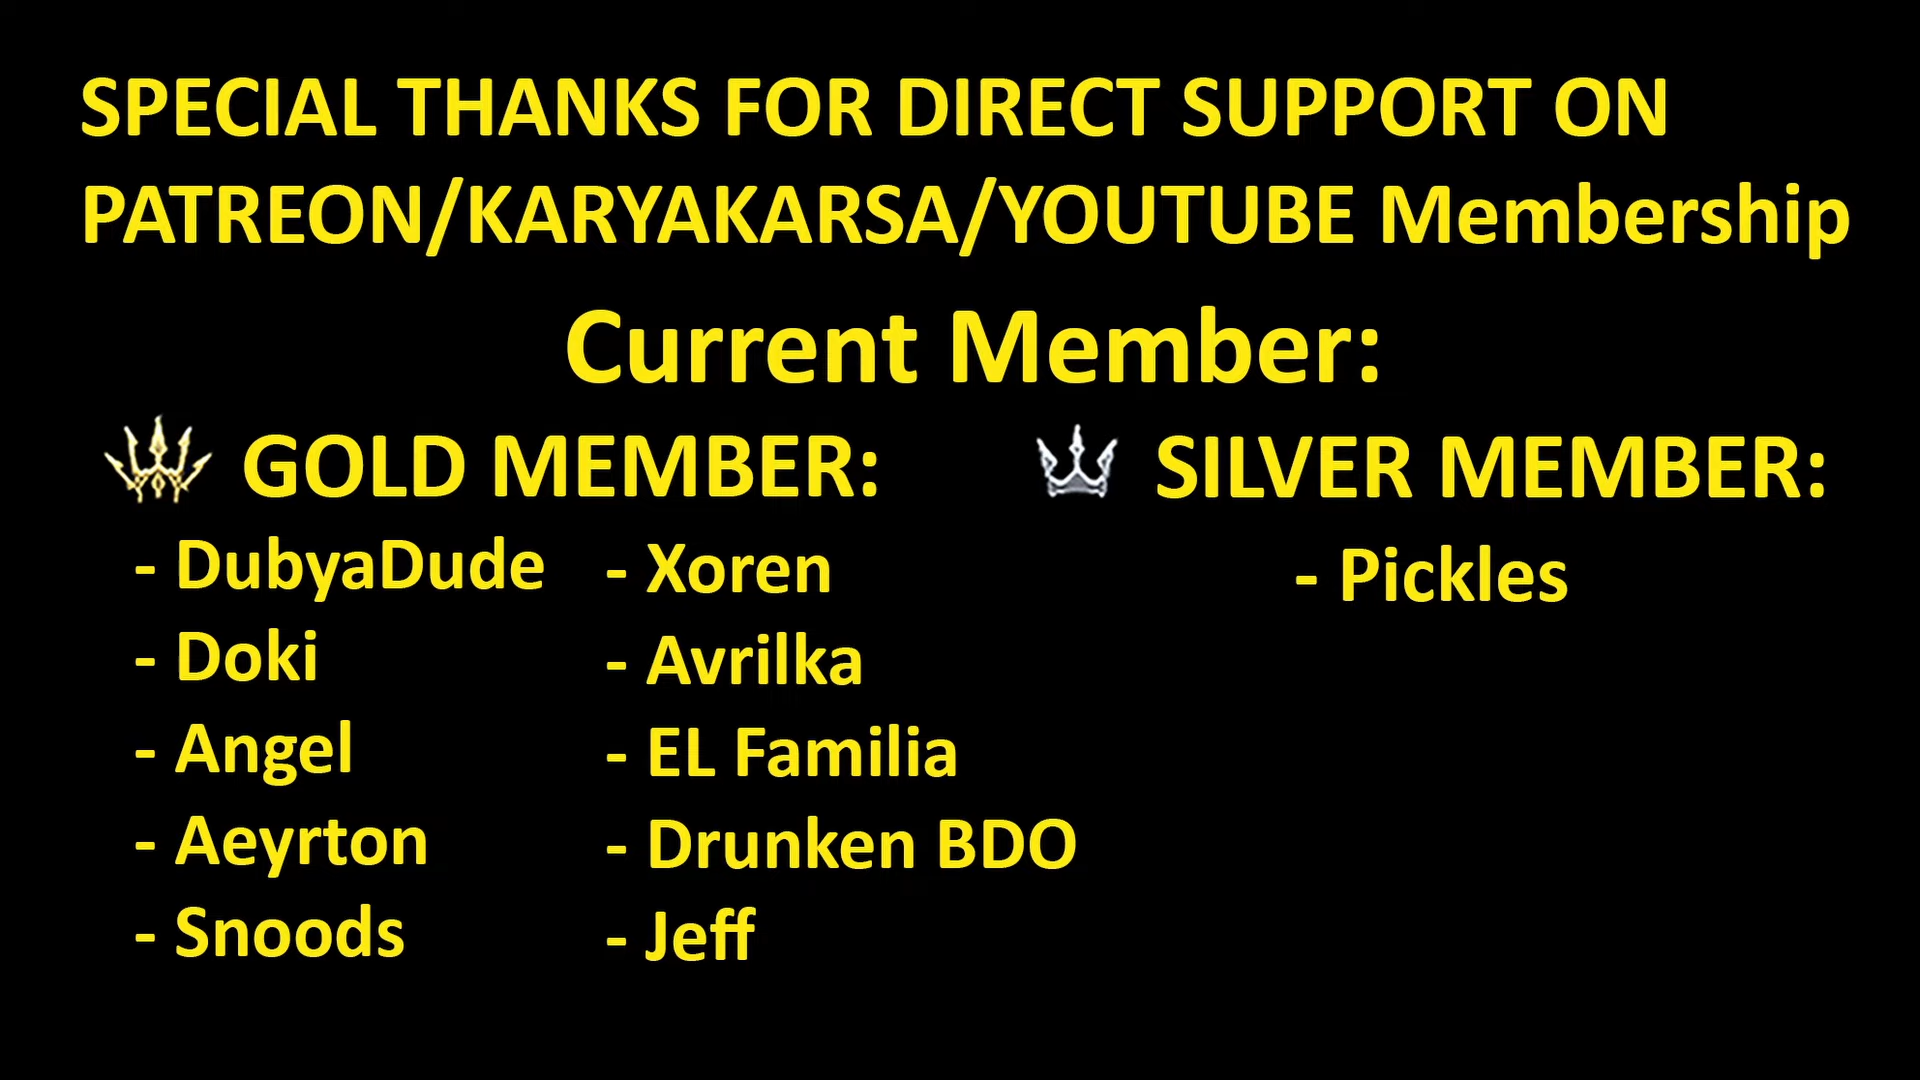 SPECIAL THANKS FOR DIRECT SUPPORT ON
PATREON/KARYAKARSA/YOUTUBE Membership
Current Member:
GOLD MEMBER:
- DubyaDude
- Doki
- Angel
- Aeyrton
- Snoods
- Xoren
- Avrilka
- EL Familia
- Drunken BDO
- Jeff
SILVER MEMBER:
- Pickles